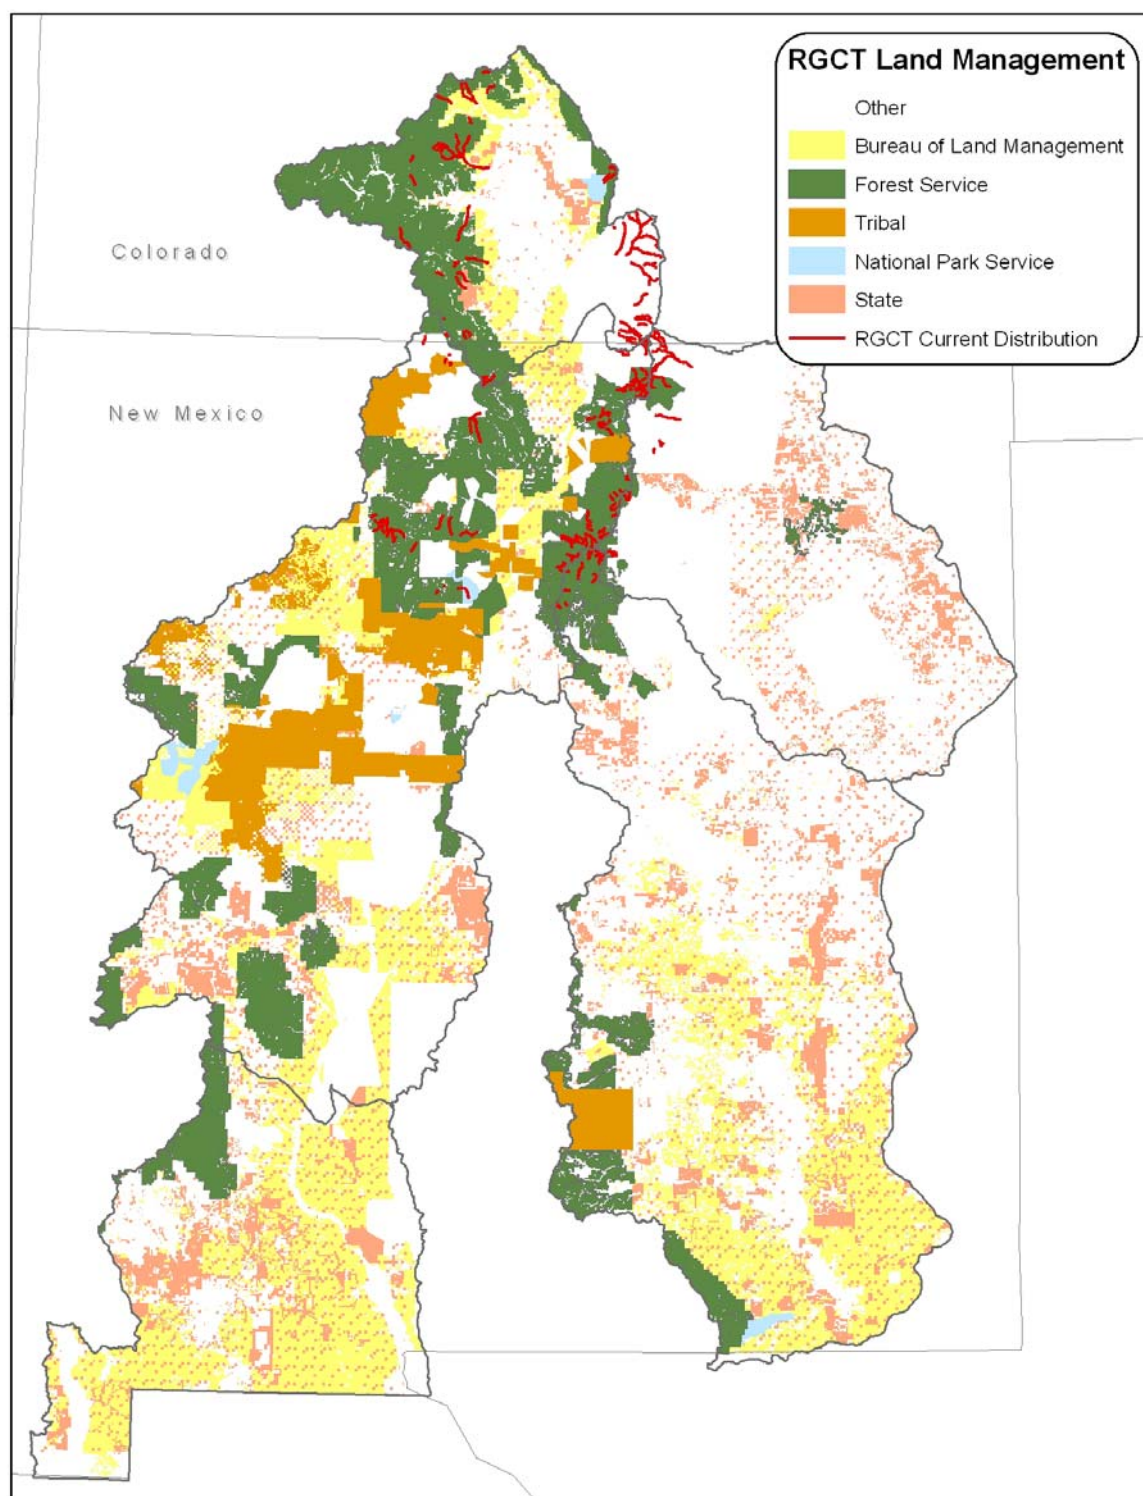 RGCT Land Management
Other
Bureau of Land Management
Forest Service
Tribal
National Park Service
State
RGCT Current Distribution
Colorado
New Mexico